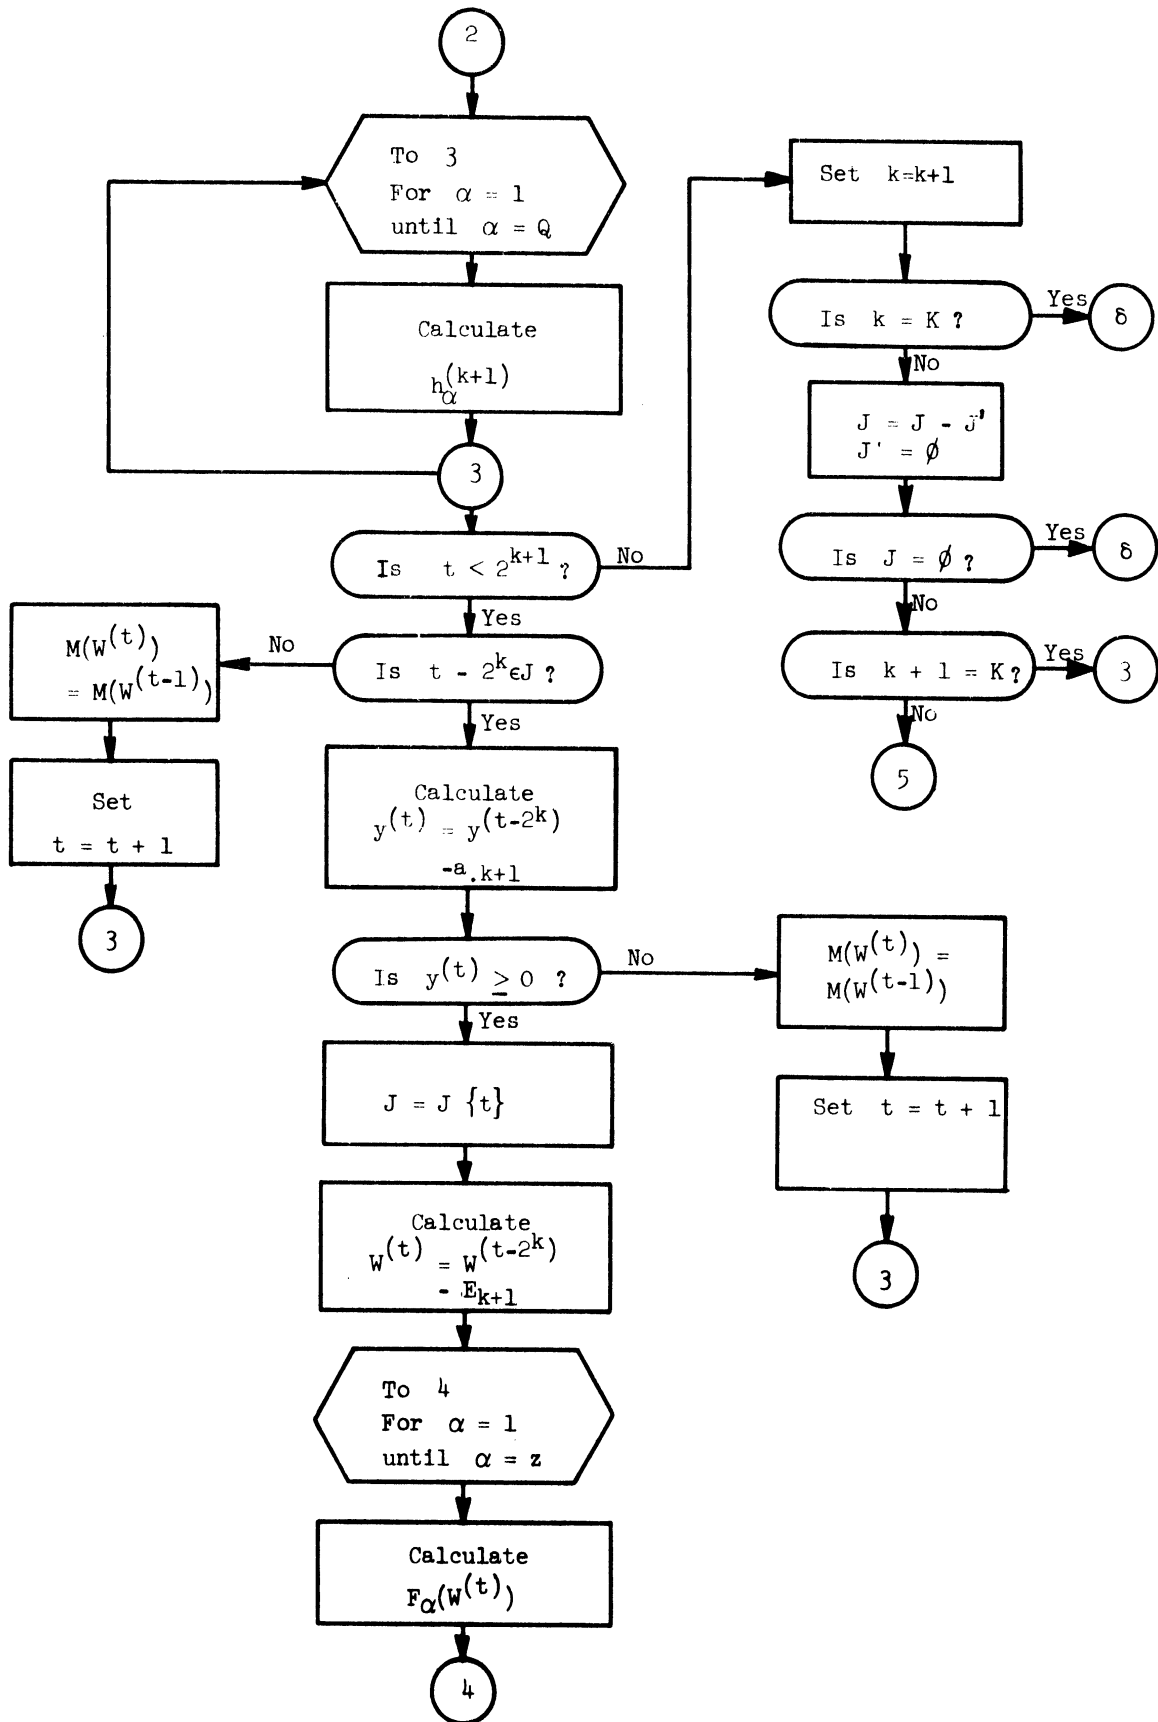 2
To 3
For α = 1
until α = Q
Calculate
h_α^(k+1)
3
Is t < 2^{k+1} ?
No
Yes
Is t - 2^k ϵJ ?
No
Yes
M(W^(t))
= M(W^(t-1))
Set
t = t + 1
3
Calculate
y^(t) = y^(t-2^k)
-a.k+1
Is y^(t) ≥ 0 ?
No
Yes
J = J {t}
Calculate
W^(t) = W^(t-2^k)
- E_{k+1}
To 4
For α = 1
until α = z
Calculate
F_α(W^(t))
4
Set k=k+1
Is k = K ?
Yes
δ
No
J = J - J'
J' = ∅
Is J = ∅ ?
Yes
δ
No
Is k + 1 = K?
Yes
3
No
5
M(W^(t)) =
M(W^(t-1))
Set t = t + 1
3